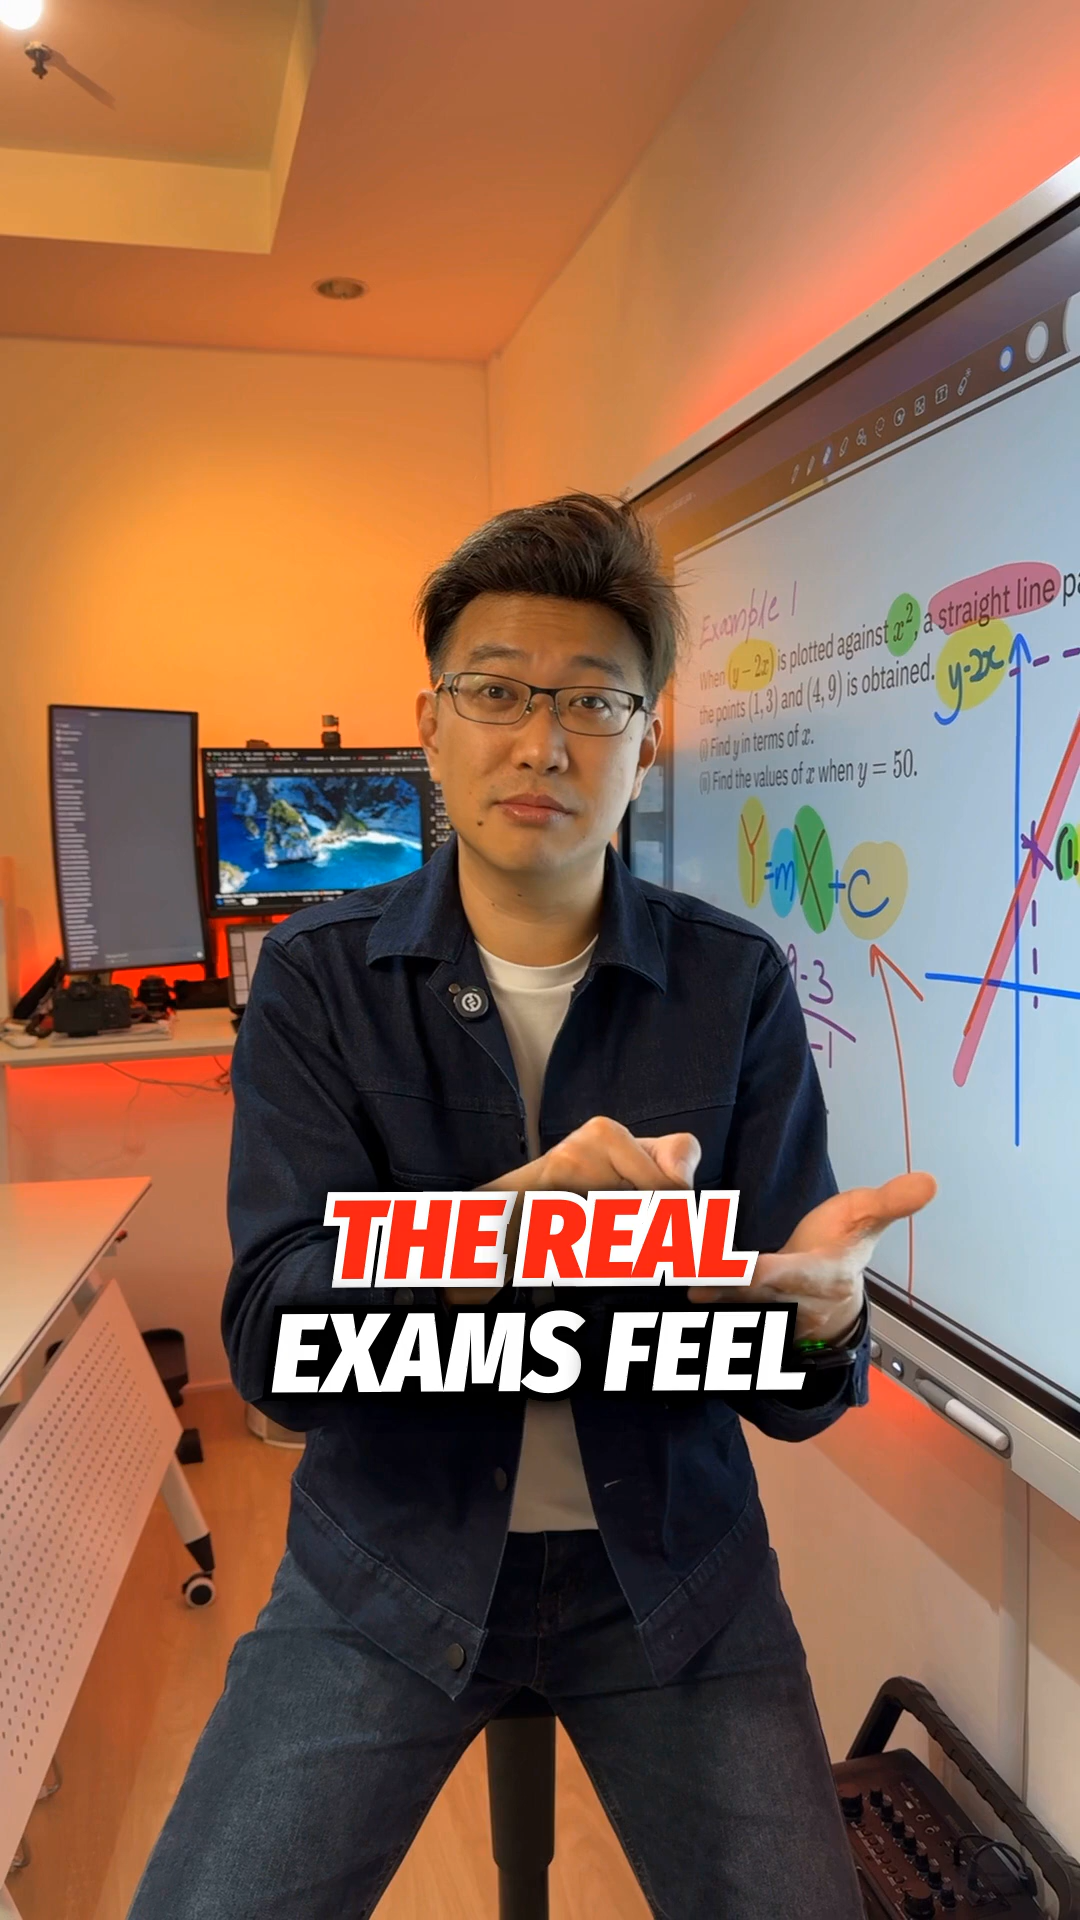 Example 1
When (y − 2x) is plotted against x², a straight line pa
the points (1, 3) and (4, 9) is obtained.
(i) Find y in terms of x.
(ii) Find the values of x when y = 50.
y-2x
Y=mX+C
9-3
-1
(1,
THE REAL
EXAMS FEEL